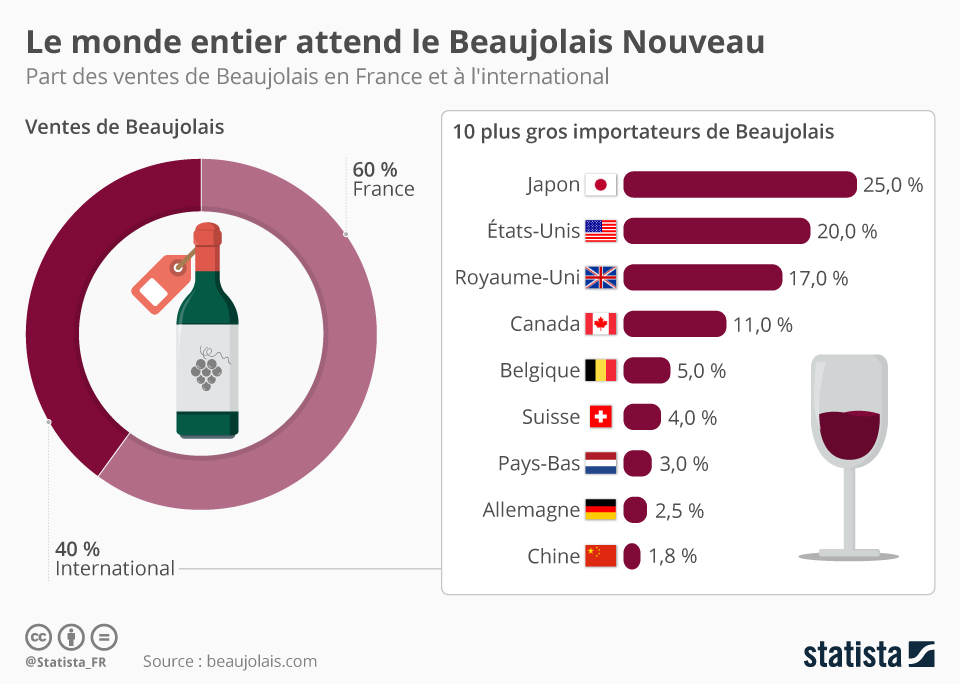 Le monde entier attend le Beaujolais Nouveau
Part des ventes de Beaujolais en France et à l'international
Ventes de Beaujolais
60 %
France
40 %
International
10 plus gros importateurs de Beaujolais
Japon 25,0 %
États-Unis 20,0 %
Royaume-Uni 17,0 %
Canada 11,0 %
Belgique 5,0 %
Suisse 4,0 %
Pays-Bas 3,0 %
Allemagne 2,5 %
Chine 1,8 %
cc
@Statista_FR
Source : beaujolais.com
statista